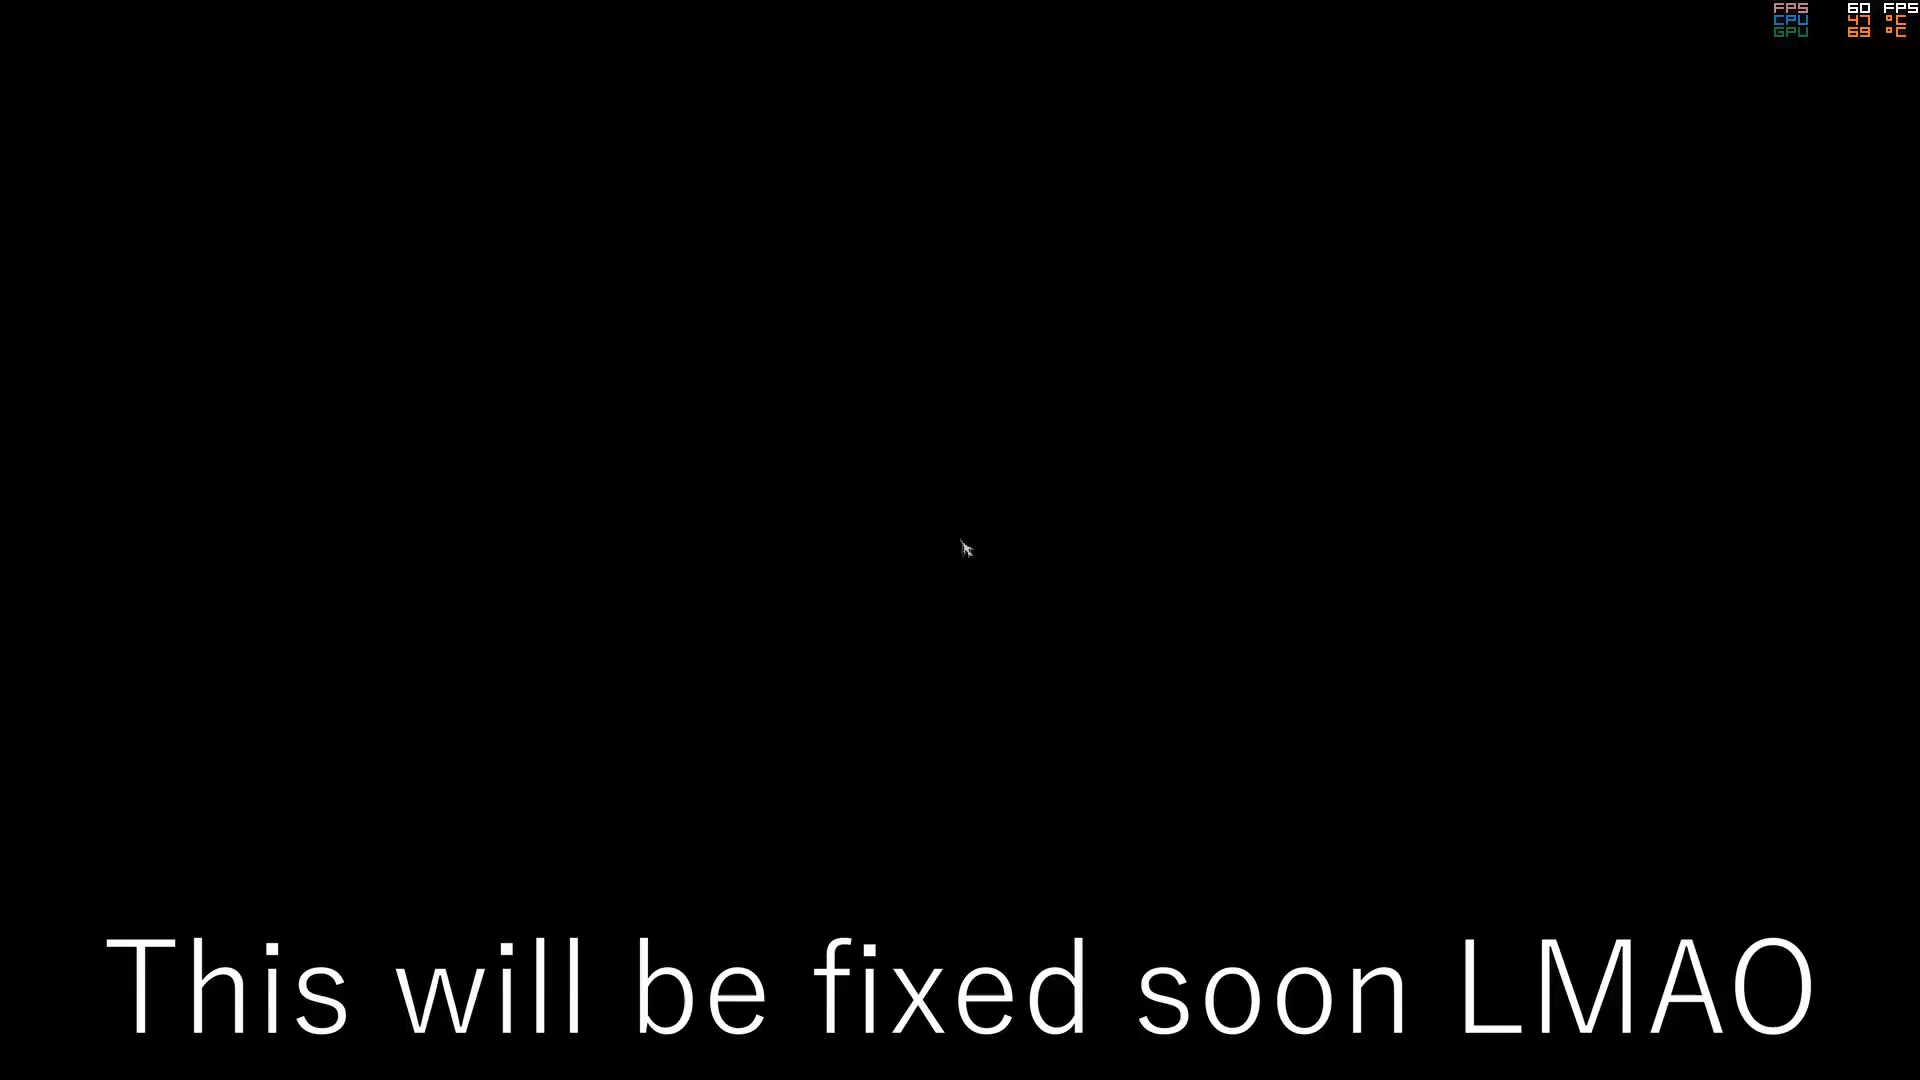 FPS 60 FPS
CPU 47 °C
GPU 69 °C
This will be fixed soon LMAO